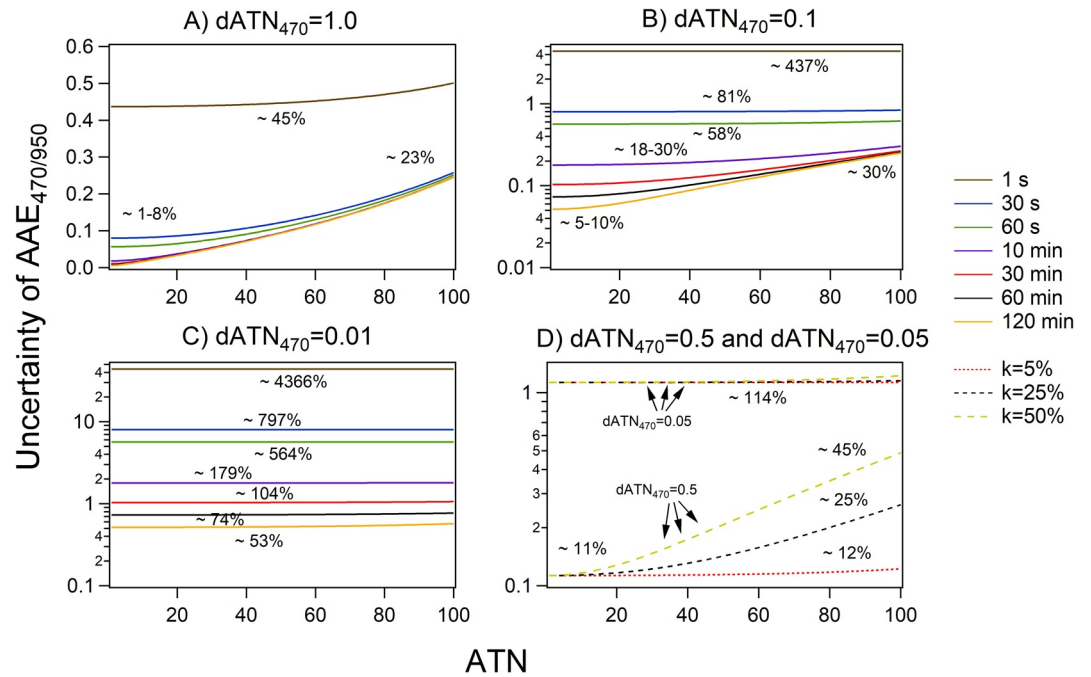 A) dATN470=1.0
B) dATN470=0.1
Uncertainty of AAE470/950
0.6
0.5
0.4
0.3
0.2
0.1
0.0
~ 45%
~ 23%
~ 1-8%
20 40 60 80 100
4
2
1
4
2
0.1
4
2
0.01
~ 437%
~ 81%
~ 58%
~ 18-30%
~ 30%
~ 5-10%
20 40 60 80 100
1 s
30 s
60 s
10 min
30 min
60 min
120 min
k=5%
k=25%
k=50%
C) dATN470=0.01
D) dATN470=0.5 and dATN470=0.05
4
2
10
4
2
1
4
2
0.1
~ 4366%
~ 797%
~ 564%
~ 179%
~ 104%
~ 74%
~ 53%
20 40 60 80 100
1
6
5
4
3
2
0.1
~ 114%
dATN470=0.05
~ 45%
dATN470=0.5
~ 25%
~ 11%
~ 12%
20 40 60 80 100
ATN